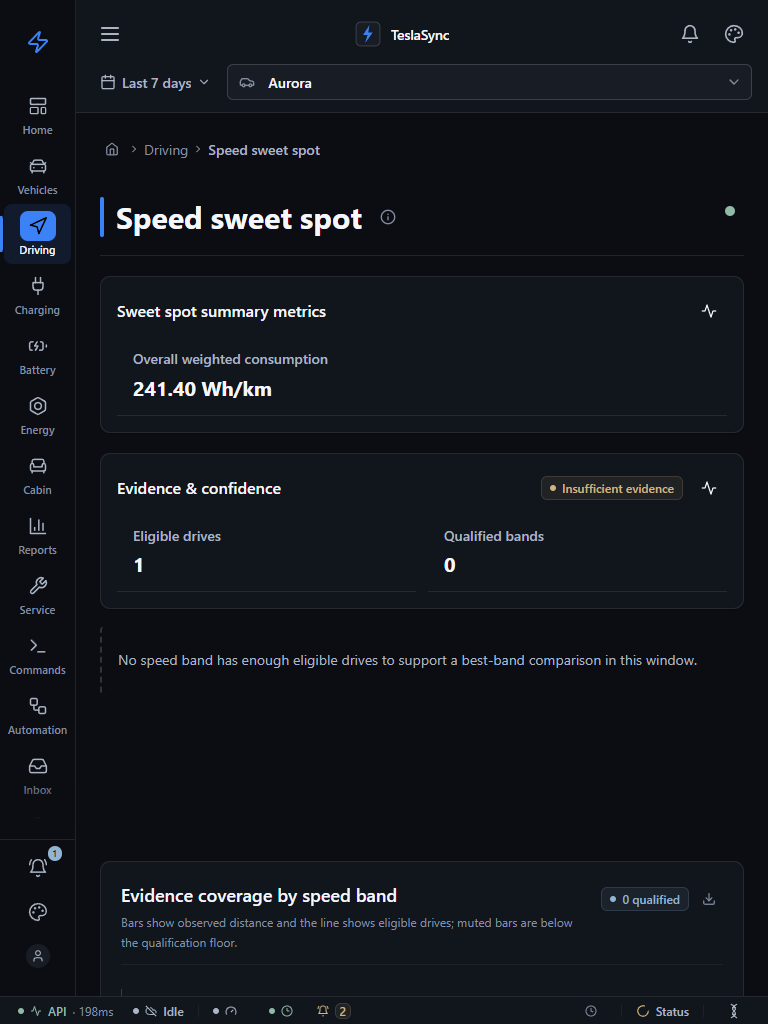 TeslaSync
Last 7 days
Aurora
Home
Vehicles
Driving
Charging
Battery
Energy
Cabin
Reports
Service
Commands
Automation
Inbox
1
Driving
Speed sweet spot
Speed sweet spot
Sweet spot summary metrics
Overall weighted consumption
241.40 Wh/km
Evidence & confidence
Insufficient evidence
Eligible drives
1
Qualified bands
0
No speed band has enough eligible drives to support a best-band comparison in this window.
Evidence coverage by speed band
0 qualified
Bars show observed distance and the line shows eligible drives; muted bars are below
the qualification floor.
API · 198ms
Idle
2
Status